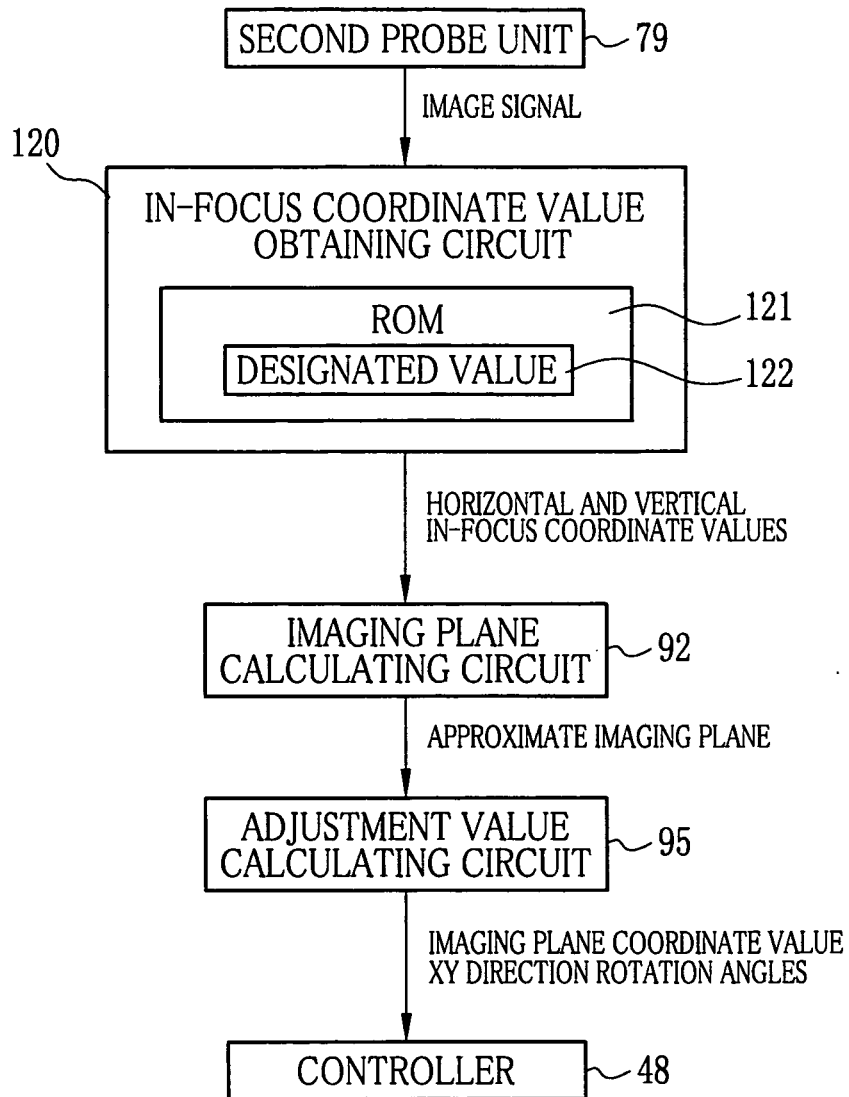 SECOND PROBE UNIT
79
IMAGE SIGNAL
120
IN-FOCUS COORDINATE VALUE
OBTAINING CIRCUIT
ROM
121
DESIGNATED VALUE
122
HORIZONTAL AND VERTICAL
IN-FOCUS COORDINATE VALUES
IMAGING PLANE
CALCULATING CIRCUIT
92
APPROXIMATE IMAGING PLANE
ADJUSTMENT VALUE
CALCULATING CIRCUIT
95
IMAGING PLANE COORDINATE VALUE
XY DIRECTION ROTATION ANGLES
CONTROLLER
48